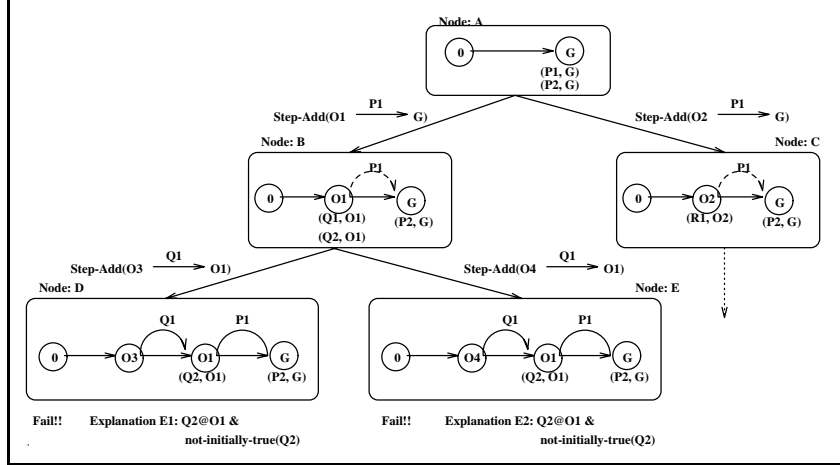 Node: A
0 G
(P1, G)
(P2, G)
Step-Add(O1 P1 G)
Step-Add(O2 P1 G)
Node: B
Node: C
P1
0 O1 G
(Q1, O1) (P2, G)
(Q2, O1)
P1
0 O2 G
(R1, O2) (P2, G)
Step-Add(O3 Q1 O1)
Step-Add(O4 Q1 O1)
Node: D
Node: E
Q1 P1
0 O3 O1 G
(Q2, O1) (P2, G)
Q1 P1
0 O4 O1 G
(Q2, O1) (P2, G)
Fail!! Explanation E1: Q2@O1 &
not-initially-true(Q2)
Fail!! Explanation E2: Q2@O1 &
not-initially-true(Q2)